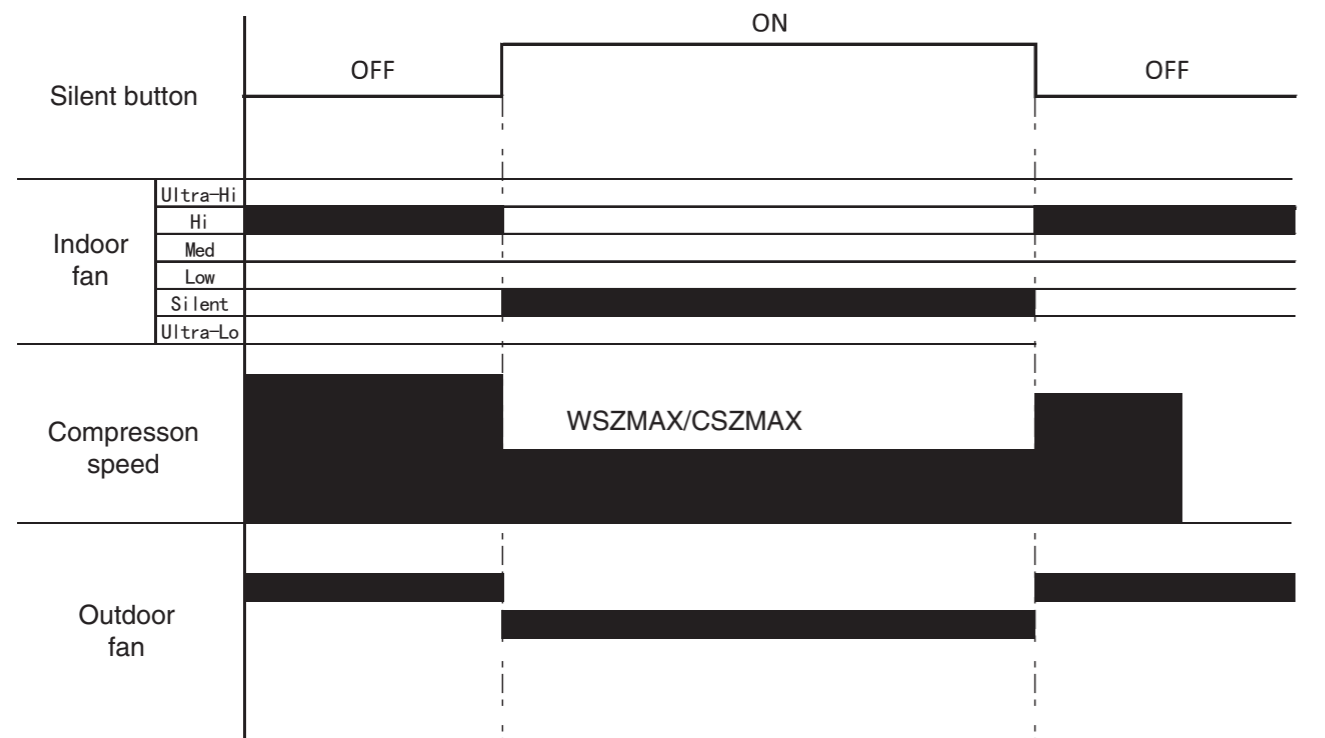 ON
OFF
OFF
Silent button
Ultra-Hi
Hi
Indoor
fan
Med
Low
Silent
Ultra-Lo
WSZMAX/CSZMAX
Compresson
speed
Outdoor
fan